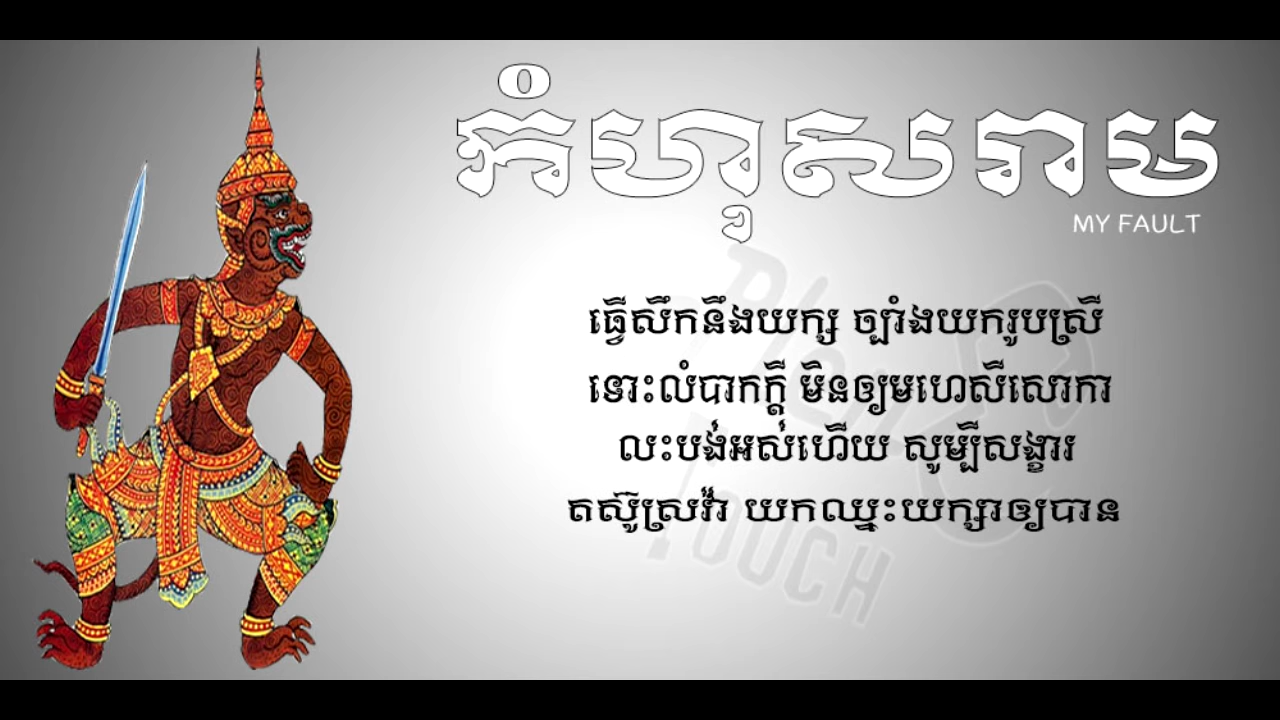 កំហុសរាម
MY FAULT
ធ្វើសឹកនឹងយក្ស ច្បាំងយករូបស្រី
ទោះលំបាកក្តី មិនឲ្យមហេសីសោកា
លះបង់អស់ហើយ សូម្បីសង្ខារ
តស៊ូស្រវ៉ា យកឈ្នះយក្សាឲ្យបាន